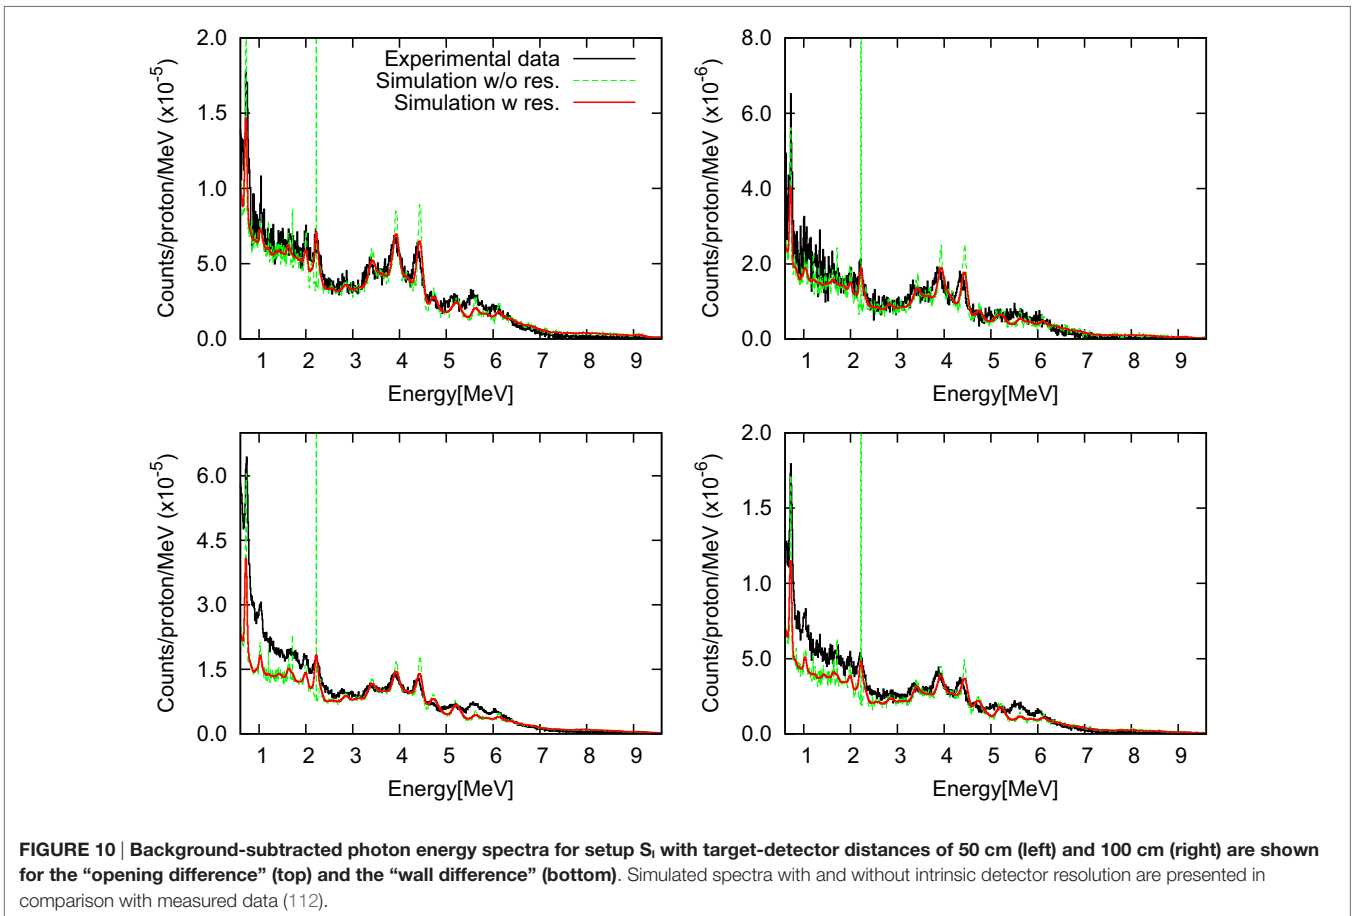 2.0
1.5
1.0
5.0
0.0
Counts/proton/MeV (x10-5)
Experimental data
Simulation w/o res.
Simulation w res.
1 2 3 4 5 6 7 8 9
Energy[MeV]
8.0
6.0
4.0
2.0
0.0
Counts/proton/MeV (x10-6)
1 2 3 4 5 6 7 8 9
Energy[MeV]
6.0
4.5
3.0
1.5
0.0
Counts/proton/MeV (x10-5)
1 2 3 4 5 6 7 8 9
Energy[MeV]
2.0
1.5
1.0
5.0
0.0
Counts/proton/MeV (x10-6)
1 2 3 4 5 6 7 8 9
Energy[MeV]
FIGURE 10 | Background-subtracted photon energy spectra for setup SI with target-detector distances of 50 cm (left) and 100 cm (right) are shown
for the “opening difference” (top) and the “wall difference” (bottom). Simulated spectra with and without intrinsic detector resolution are presented in
comparison with measured data (112).